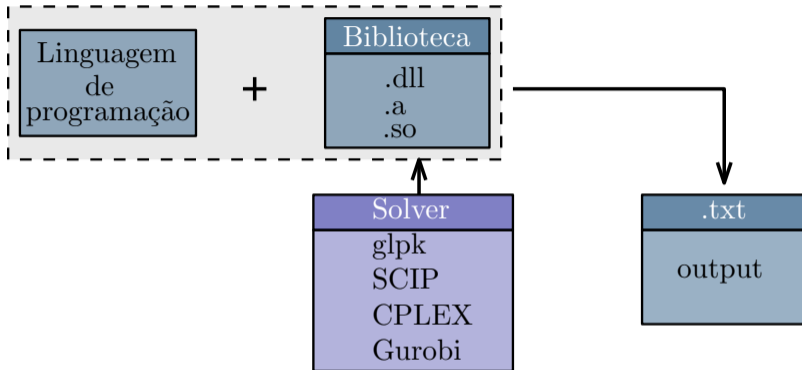 Linguagem
de
programação
+
Biblioteca
.dll
.a
.so
Solver
glpk
SCIP
CPLEX
Gurobi
.txt
output